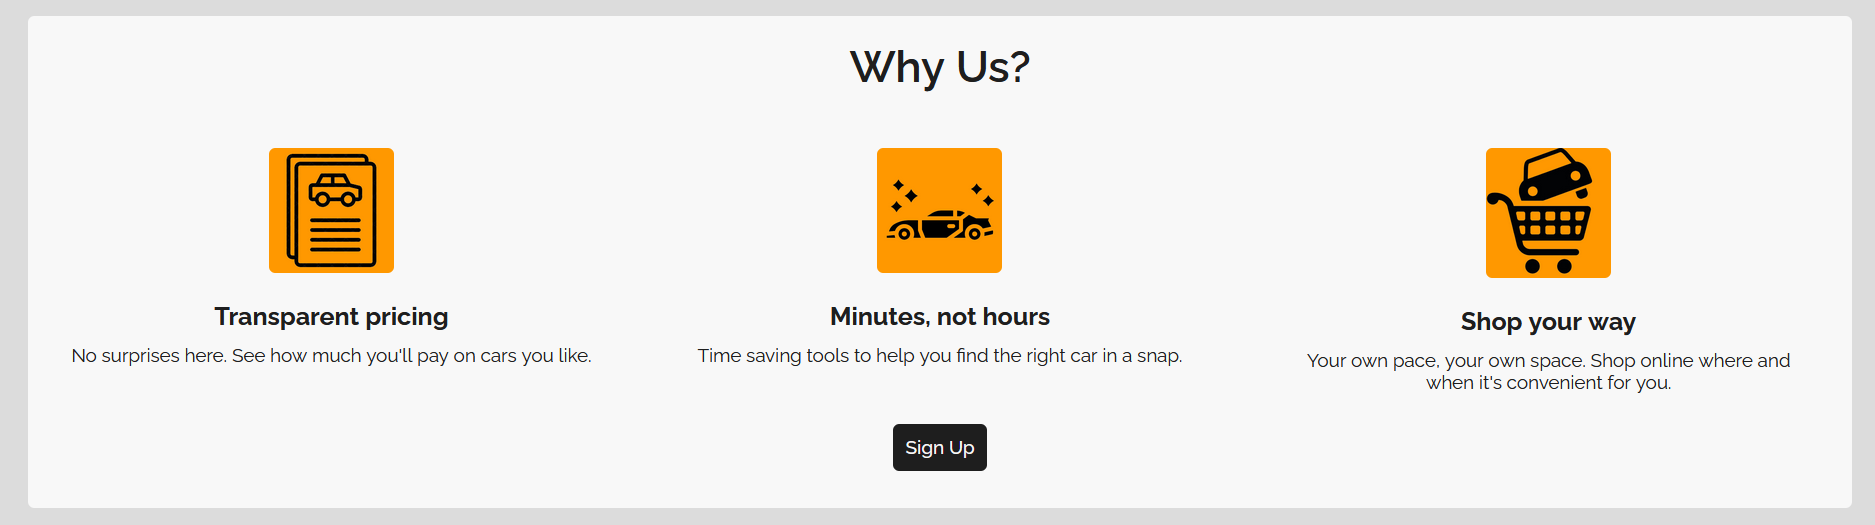 Why Us?
Transparent pricing
No surprises here. See how much you'll pay on cars you like.
Minutes, not hours
Time saving tools to help you find the right car in a snap.
Shop your way
Your own pace, your own space. Shop online where and
when it's convenient for you.
Sign Up